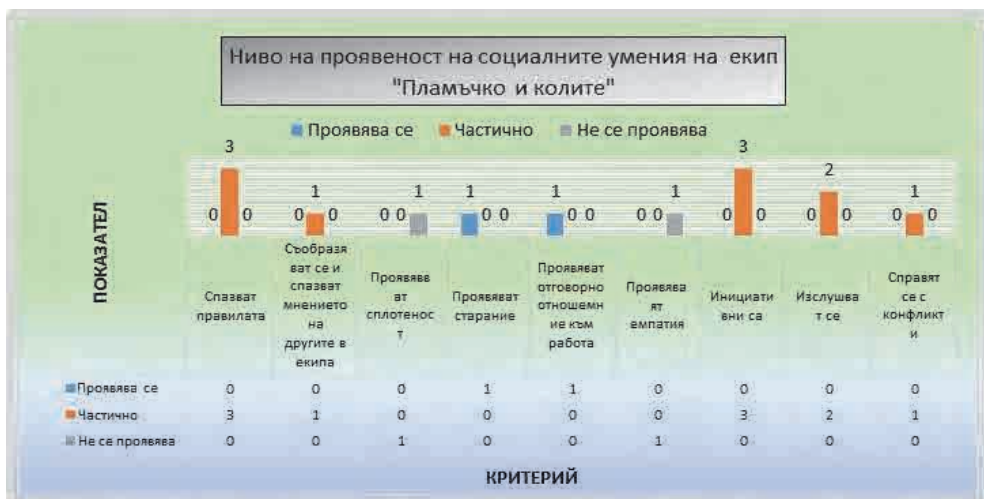 Ниво на проявеност на социалните умения на екип
"Пламъчко и колите"
Проявява се Частично Не се проявява
3 3
2
1 1 1 1 1 1
0 0 0 0 0 0 0 0 0 0 0 0 0 0 0 0 0 0
ПОКАЗАТЕЛ
Спазват
правилата
Съобразя
ват се и
спазват
мнението
на
другите в
екипа
Проявявв
ат
сплотенос
т
Проявяват
старание
Проявяват
отговорно
отношемн
ие към
работа
Проявява
ят
емпатия
Инициати
вни са
Изслушва
т се
Справят
се с
конфликт
и
Проявява се 0 0 0 1 1 0 0 0 0
Частично 3 1 0 0 0 0 3 2 1
Не се проявява 0 0 1 0 0 1 0 0 0
КРИТЕРИЙ